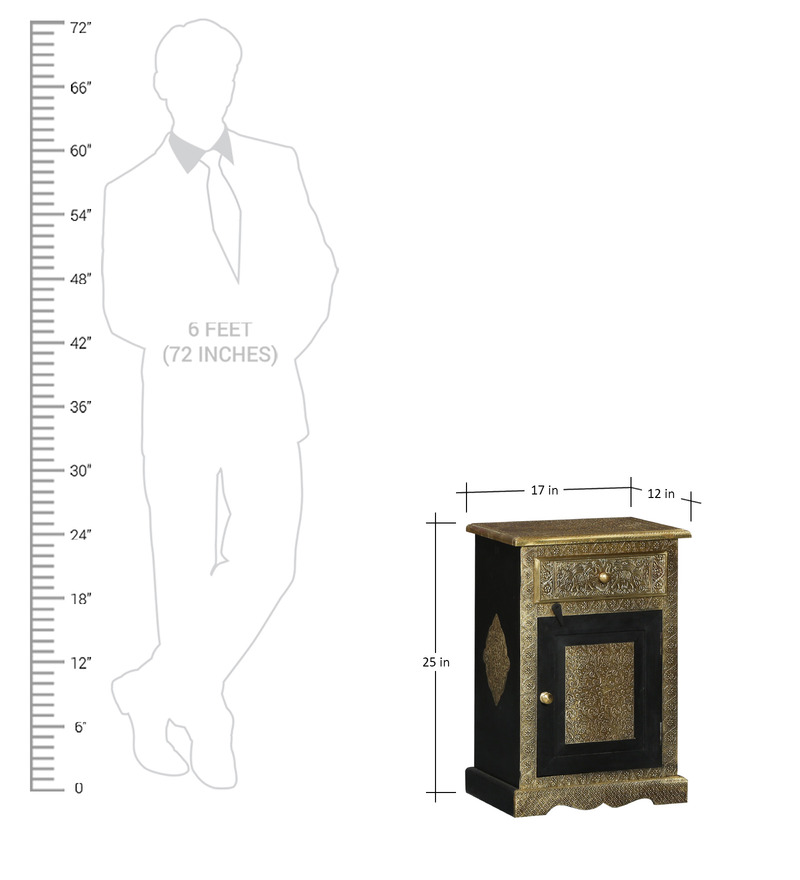 72"
66"
60"
54"
48"
6 FEET
(72 INCHES)
42"
36"
30"
17 in
12 in
24"
18"
25 in
12"
6"
0